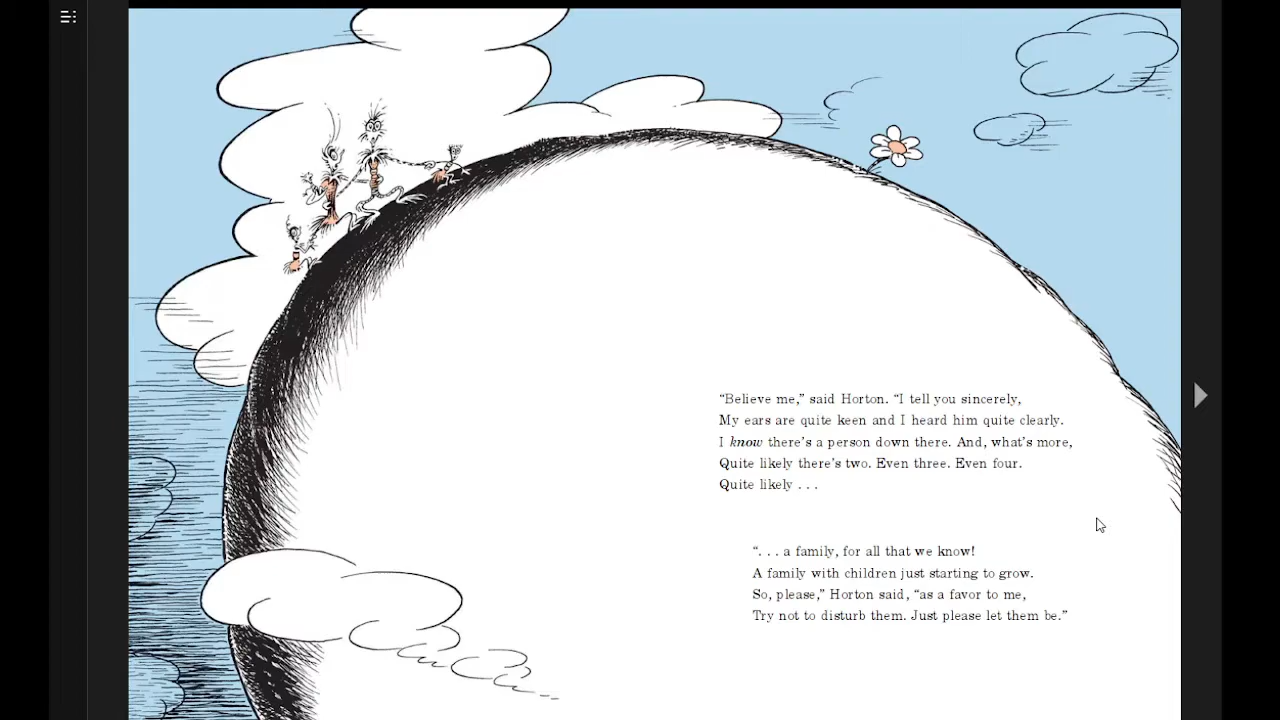 “Believe me,” said Horton. “I tell you sincerely,
My ears are quite keen and I heard him quite clearly.
I know there’s a person down there. And, what’s more,
Quite likely there’s two. Even three. Even four.
Quite likely . . .
“. . . a family, for all that we know!
A family with children just starting to grow.
So, please,” Horton said, “as a favor to me,
Try not to disturb them. Just please let them be.”